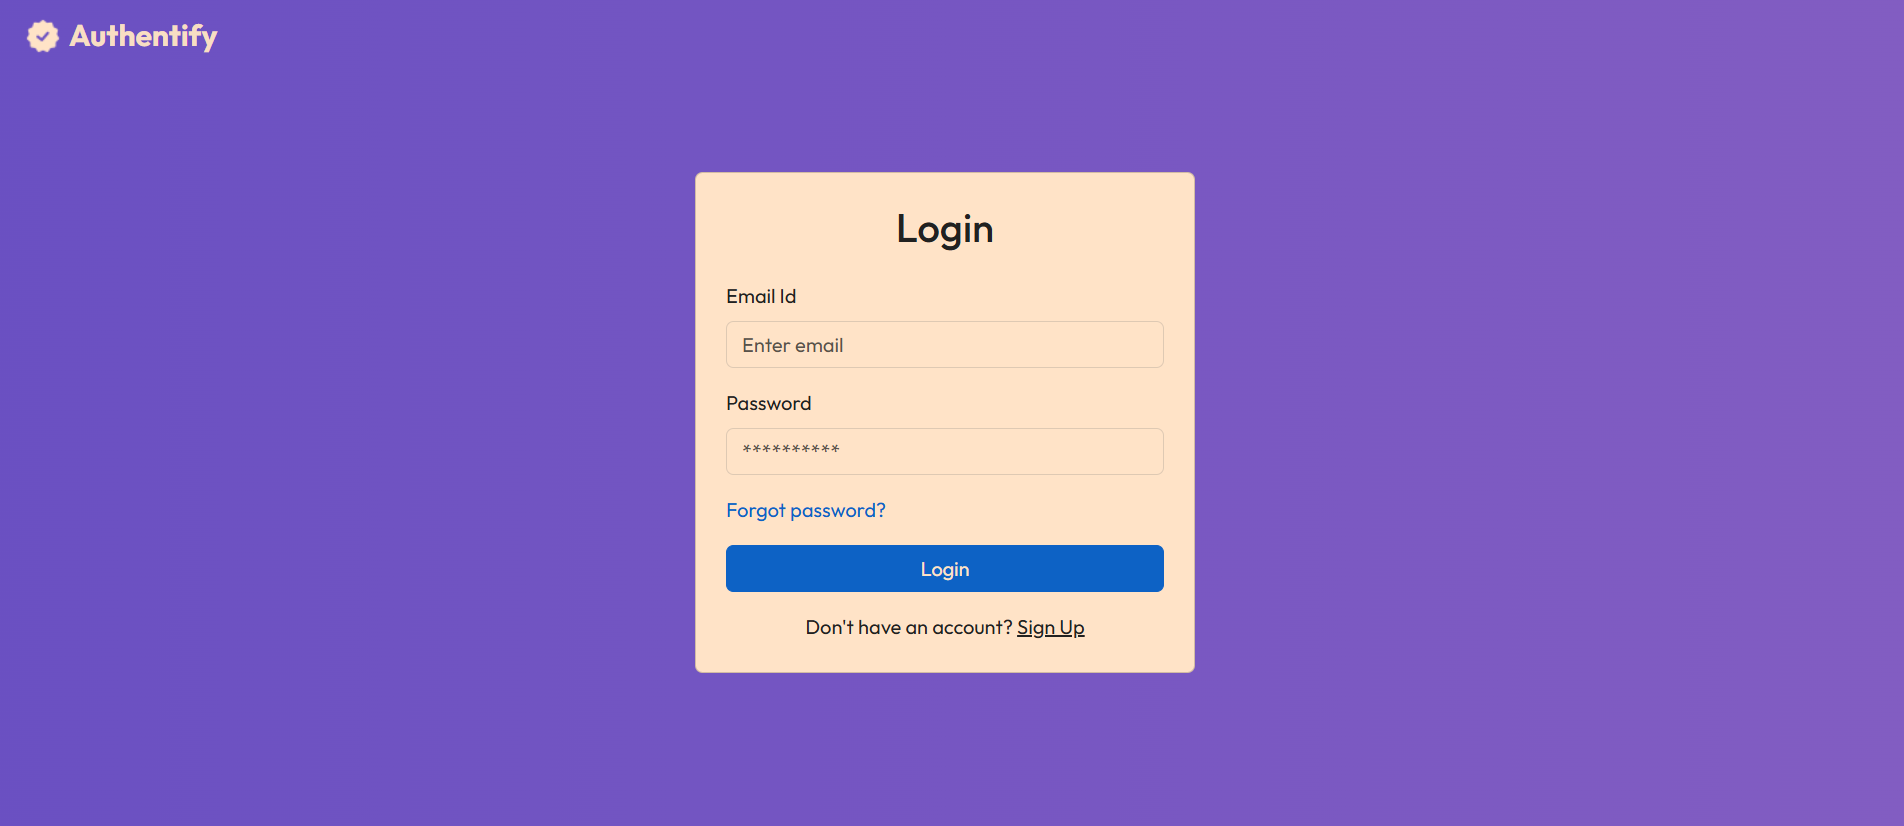 Authentify
Login
Email Id
Enter email
Password
**********
Forgot password?
Login
Don't have an account? Sign Up